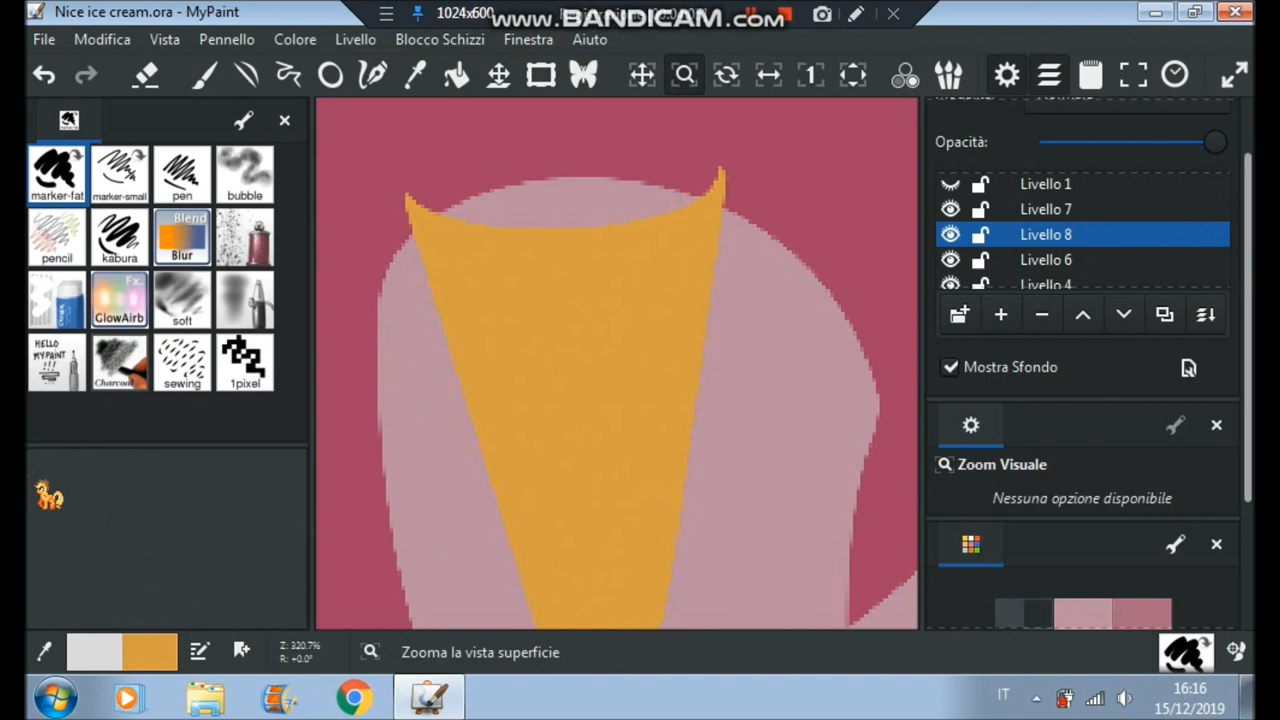 Nice ice cream.ora - MyPaint
1024x600
www.BANDICAM.com
File Modifica Vista Pennello Colore Livello Blocco Schizzi Finestra Aiuto
1
marker-fat marker-small pen bubble
pencil kabura Blend Blur
Fx. GlowAirb soft
HELLO MYPAINT !!! Charcoal sewing 1pixel
Opacità:
Livello 1
Livello 7
Livello 8
Livello 6
Livello 4
Mostra Sfondo
Zoom Visuale
Nessuna opzione disponibile
Z: 320.7%
R: +0.0°
Zooma la vista superficie
IT
16:16
15/12/2019